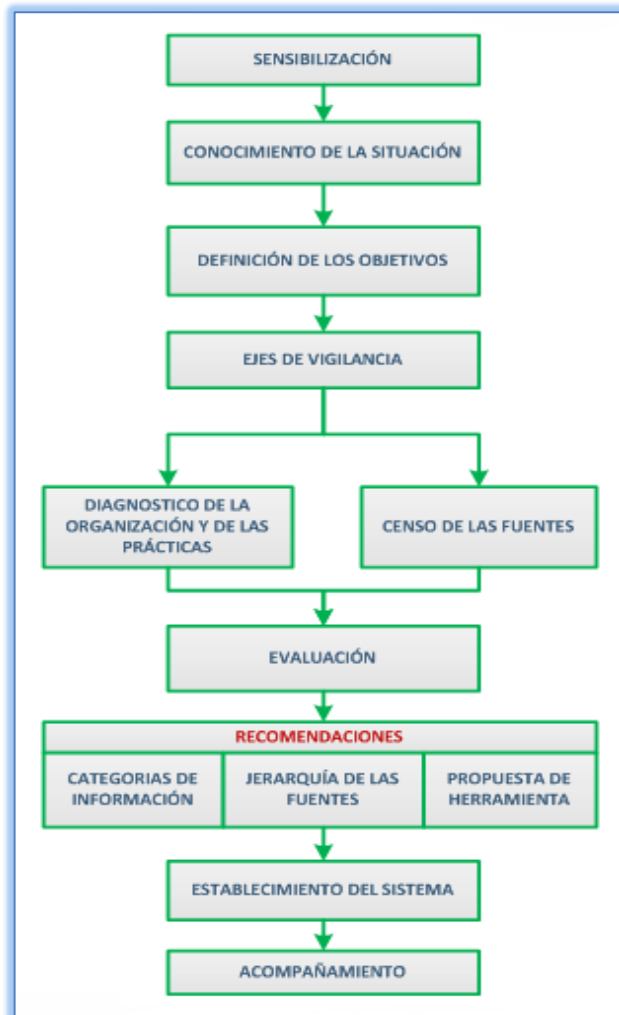 SENSIBILIZACIÓN
CONOCIMIENTO DE LA SITUACIÓN
DEFINICIÓN DE LOS OBJETIVOS
EJES DE VIGILANCIA
DIAGNOSTICO DE LA
ORGANIZACIÓN Y DE LAS
PRÁCTICAS
CENSO DE LAS FUENTES
EVALUACIÓN
RECOMENDACIONES
CATEGORIAS DE
INFORMACIÓN
JERARQUÍA DE LAS
FUENTES
PROPUESTA DE
HERRAMIENTA
ESTABLECIMIENTO DEL SISTEMA
ACOMPAÑAMIENTO